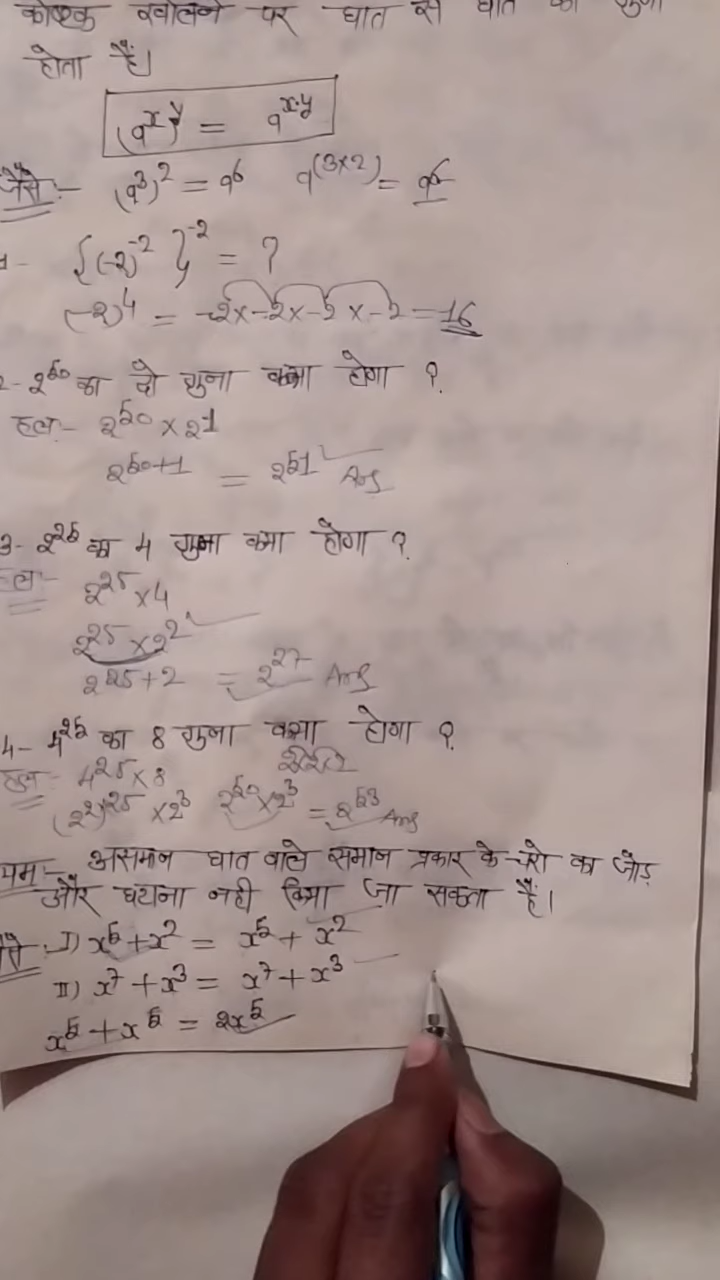 कोष्टक खोलने पर घात से घात का गुणा
होता हैं।
(a^x)^y = a^x.y
जैसे:- (a³)² = a⁶ a^(3×2) = a⁶
1- {(-2)^-2}^-2 = ?
(-2)⁴ = -2×-2×-2×-2 = 16
2- 2⁵⁰ का दो गुना क्या होगा ?
हल:- 2⁵⁰ × 2¹
2⁵⁰⁺¹ = 2⁵¹ Ans
3- 2²⁵ का 4 गुना क्या होगा ?
हल:- 2²⁵ × 4
2²⁵ × 2²
2²⁵⁺² = 2²⁷ Ans
4- 4²⁵ का 8 गुना क्या होगा ?
हल:- 4²⁵ × 8
(2²)²⁵ × 2³ 2⁵⁰ × 2³ = 2⁵³ Ans
यम:- असमान घात वाले समान प्रकार के चरो का जोड़
और घटाना नही किया जा सकता हैं।
I) x⁵ + x² = x⁵ + x²
II) x⁷ + x³ = x⁷ + x³
x⁵ + x⁵ = 2x⁵